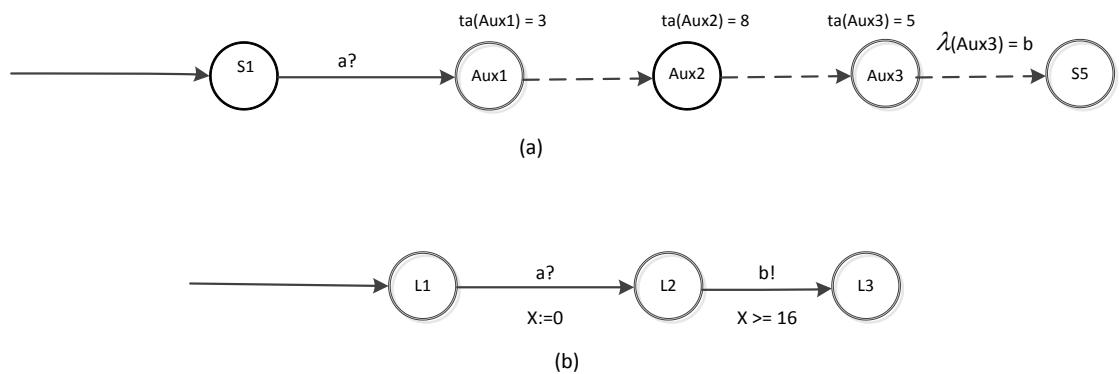 ta(Aux1) = 3 ta(Aux2) = 8 ta(Aux3) = 5
λ(Aux3) = b
S1 a? Aux1 Aux2 Aux3 S5
(a)
a? b!
L1 L2 L3
X:=0 X >= 16
(b)